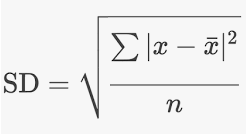 SD = √(∑|x − x̄|² / n)